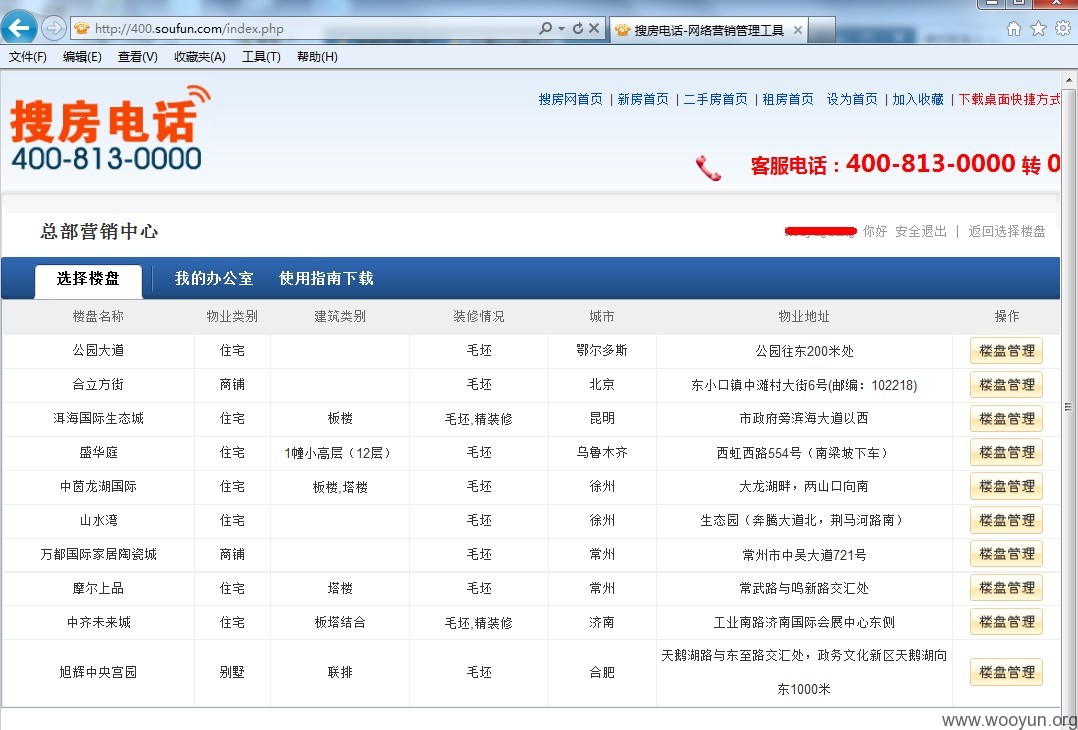 http://400.soufun.com/index.php
搜房电话-网络营销管理工具
文件(F) 编辑(E) 查看(V) 收藏夹(A) 工具(T) 帮助(H)
搜房电话
400-813-0000
搜房网首页 | 新房首页 | 二手房首页 | 租房首页 设为首页 | 加入收藏 | 下载桌面快捷方式
客服电话：400-813-0000 转 0
总部营销中心
你好 安全退出 | 返回选择楼盘
选择楼盘 我的办公室 使用指南下载
楼盘名称 物业类别 建筑类别 装修情况 城市 物业地址 操作
公园大道 住宅 毛坯 鄂尔多斯 公园往东200米处 楼盘管理
合立方街 商铺 毛坯 北京 东小口镇中滩村大街6号(邮编：102218) 楼盘管理
洱海国际生态城 住宅 板楼 毛坯,精装修 昆明 市政府旁滨海大道以西 楼盘管理
盛华庭 住宅 1幢小高层（12层） 毛坯 乌鲁木齐 西虹西路554号（南梁坡下车） 楼盘管理
中茵龙湖国际 住宅 板楼,塔楼 毛坯 徐州 大龙湖畔，两山口向南 楼盘管理
山水湾 住宅 毛坯 徐州 生态园（奔腾大道北，荆马河路南） 楼盘管理
万都国际家居陶瓷城 商铺 毛坯 常州 常州市中吴大道721号 楼盘管理
摩尔上品 住宅 塔楼 毛坯 常州 常武路与鸣新路交汇处 楼盘管理
中齐未来城 住宅 板塔结合 毛坯,精装修 济南 工业南路济南国际会展中心东侧 楼盘管理
旭辉中央宫园 别墅 联排 毛坯 合肥 天鹅湖路与东至路交汇处，政务文化新区天鹅湖向
东1000米 楼盘管理
www.wooyun.org